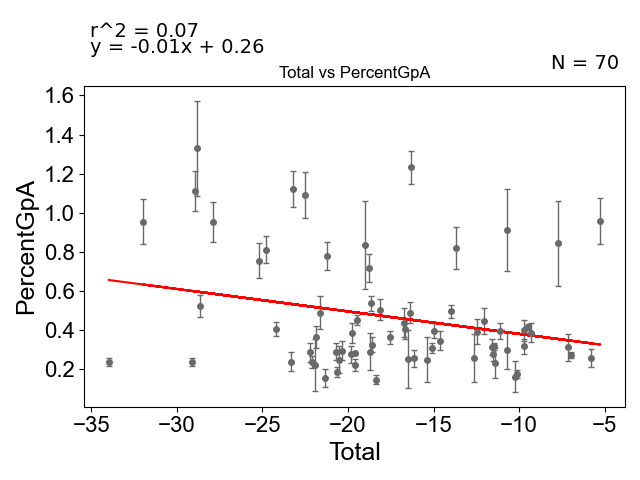 r^2 = 0.07
y = -0.01x + 0.26
N = 70
Total vs PercentGpA
1.6
1.4
1.2
1.0
0.8
0.6
0.4
0.2
PercentGpA
−35
−30
−25
−20
−15
−10
−5
Total